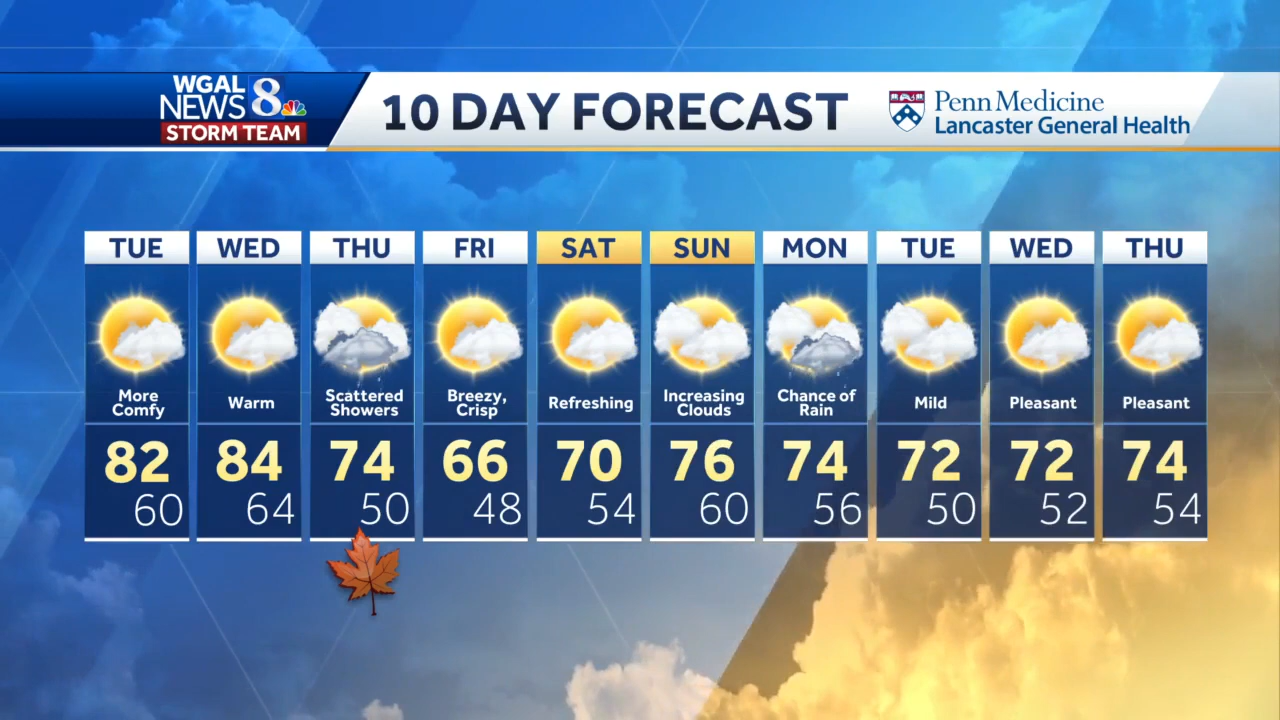 WGAL
NEWS 8
STORM TEAM
10 DAY FORECAST
Penn Medicine
Lancaster General Health
TUE WED THU FRI SAT SUN MON TUE WED THU
More Comfy
Warm
Scattered Showers
Breezy, Crisp
Refreshing
Increasing Clouds
Chance of Rain
Mild
Pleasant
Pleasant
82 84 74 66 70 76 74 72 72 74
60 64 50 48 54 60 56 50 52 54